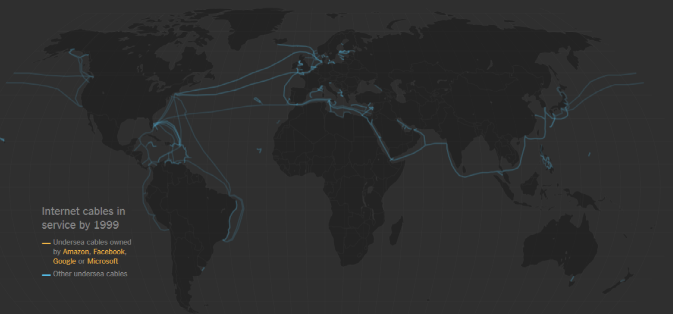 Internet cables in
service by 1999
Undersea cables owned
by Amazon, Facebook,
Google or Microsoft
Other undersea cables